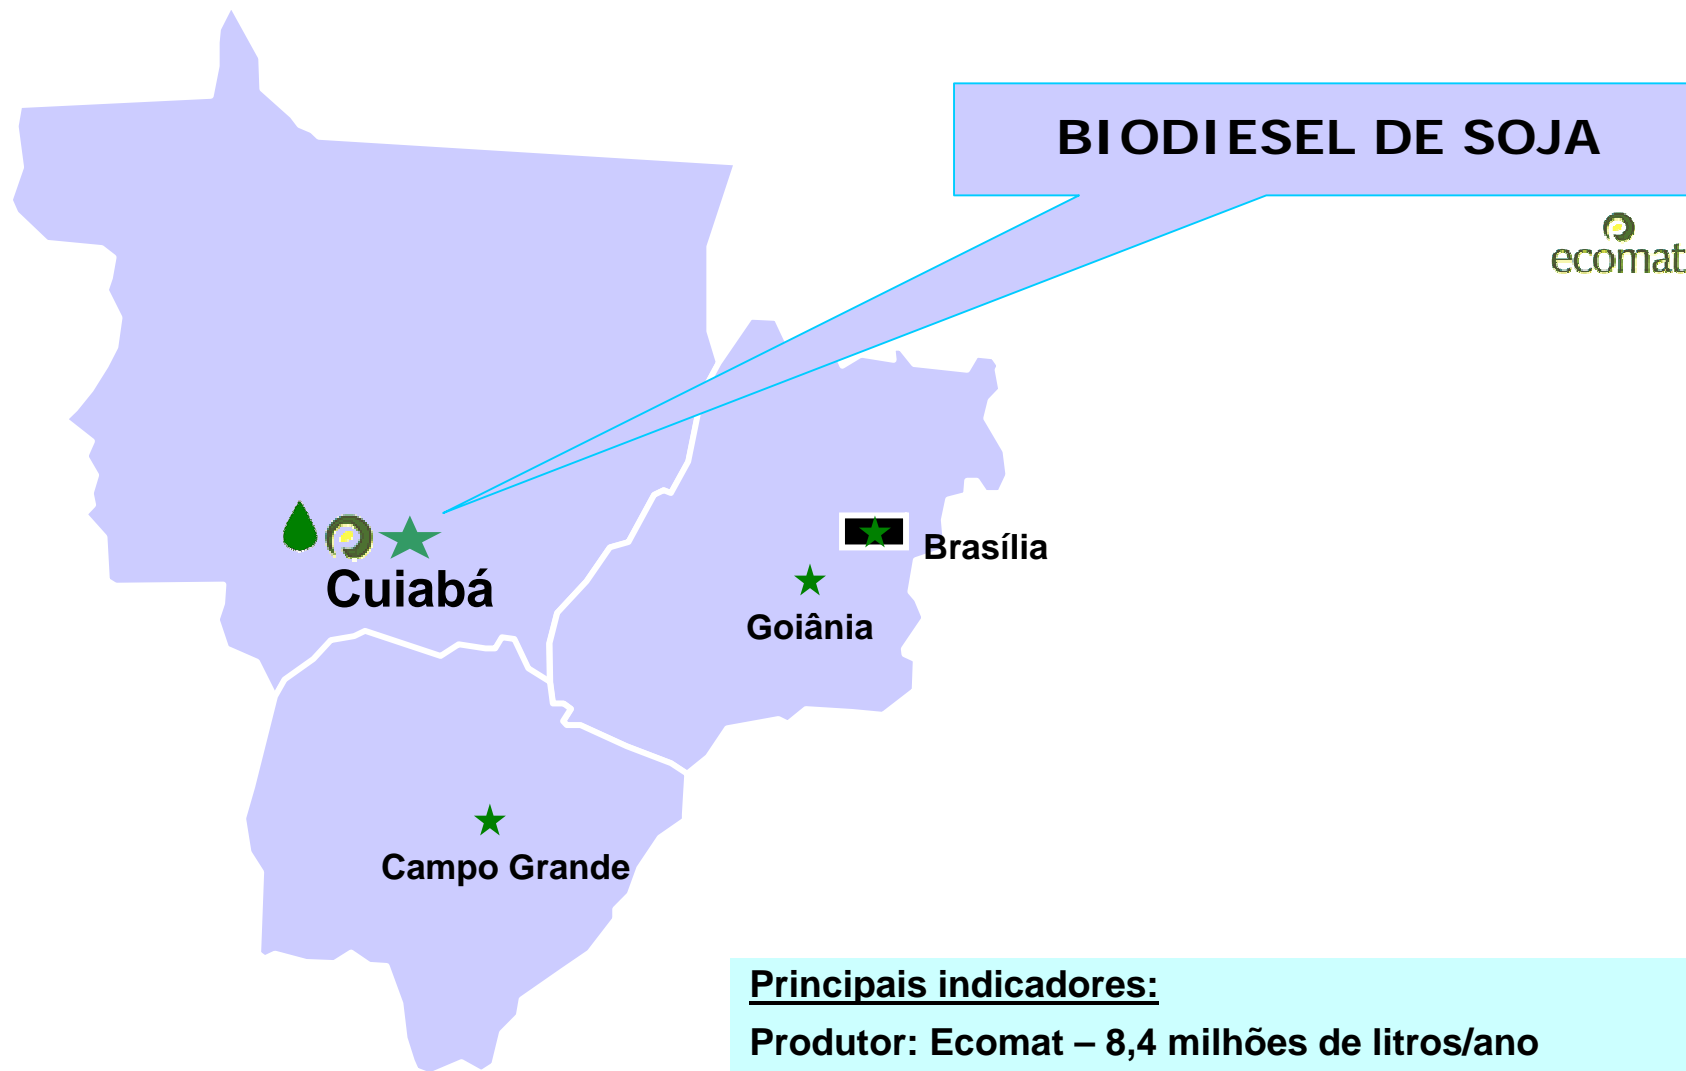 BIODIESEL DE SOJA
ecomat
Brasília
Cuiabá
Goiânia
Campo Grande
Principais indicadores:
Produtor: Ecomat – 8,4 milhões de litros/ano